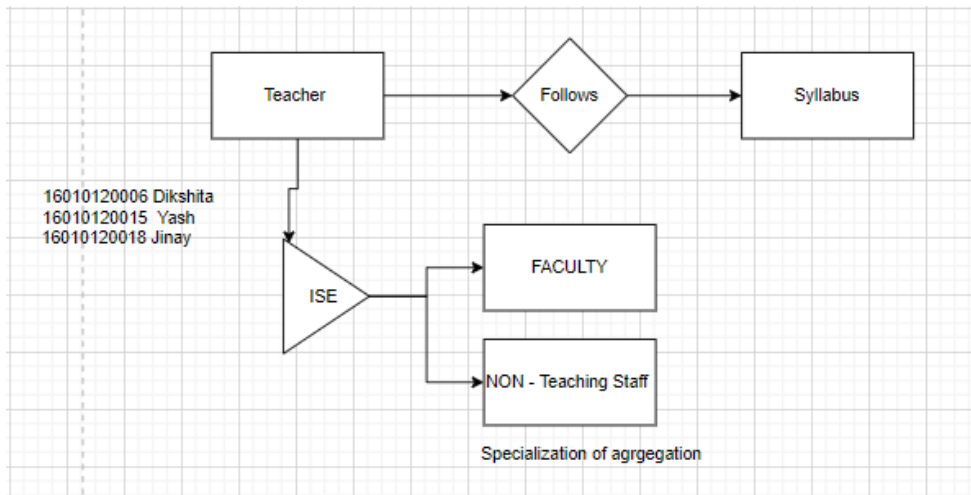 Teacher
Follows
Syllabus
16010120006 Dikshita
16010120015 Yash
16010120018 Jinay
FACULTY
ISE
NON - Teaching Staff
Specialization of agrgegation